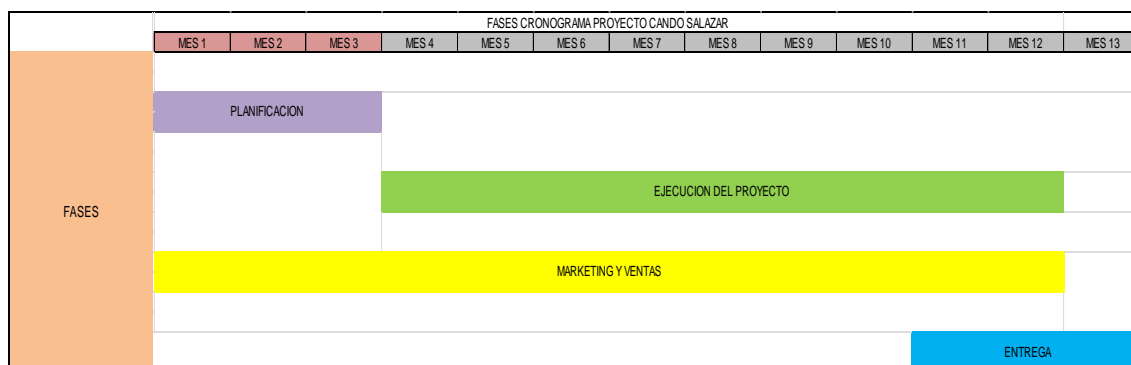 FASES CRONOGRAMA PROYECTO CANDO SALAZAR
MES 1 MES 2 MES 3 MES 4 MES 5 MES 6 MES 7 MES 8 MES 9 MES 10 MES 11 MES 12 MES 13
PLANIFICACION
EJECUCION DEL PROYECTO
FASES
MARKETING Y VENTAS
ENTREGA